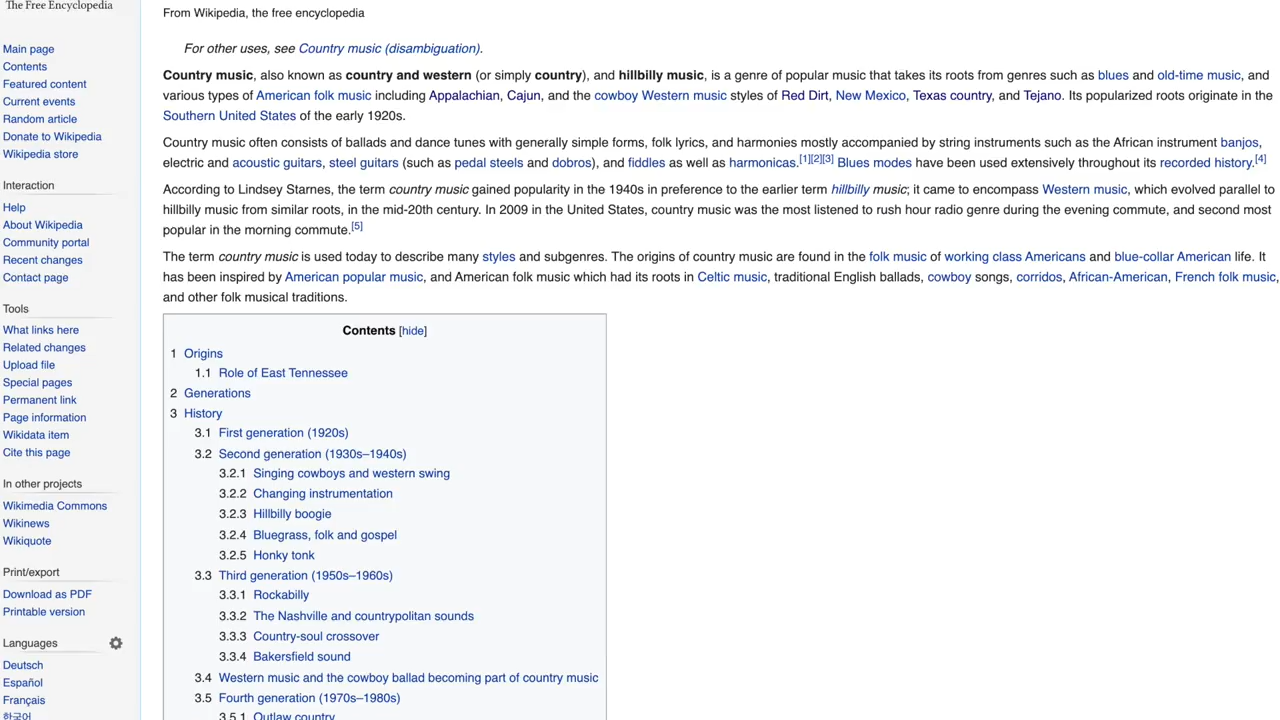 The Free Encyclopedia
Main page
Contents
Featured content
Current events
Random article
Donate to Wikipedia
Wikipedia store
Interaction
Help
About Wikipedia
Community portal
Recent changes
Contact page
Tools
What links here
Related changes
Upload file
Special pages
Permanent link
Page information
Wikidata item
Cite this page
In other projects
Wikimedia Commons
Wikinews
Wikiquote
Print/export
Download as PDF
Printable version
Languages
Deutsch
Español
Français
한국어
From Wikipedia, the free encyclopedia
For other uses, see Country music (disambiguation).
Country music, also known as country and western (or simply country), and hillbilly music, is a genre of popular music that takes its roots from genres such as blues and old-time music, and
various types of American folk music including Appalachian, Cajun, and the cowboy Western music styles of Red Dirt, New Mexico, Texas country, and Tejano. Its popularized roots originate in the
Southern United States of the early 1920s.
Country music often consists of ballads and dance tunes with generally simple forms, folk lyrics, and harmonies mostly accompanied by string instruments such as the African instrument banjos,
electric and acoustic guitars, steel guitars (such as pedal steels and dobros), and fiddles as well as harmonicas.[1][2][3] Blues modes have been used extensively throughout its recorded history.[4]
According to Lindsey Starnes, the term country music gained popularity in the 1940s in preference to the earlier term hillbilly music; it came to encompass Western music, which evolved parallel to
hillbilly music from similar roots, in the mid-20th century. In 2009 in the United States, country music was the most listened to rush hour radio genre during the evening commute, and second most
popular in the morning commute.[5]
The term country music is used today to describe many styles and subgenres. The origins of country music are found in the folk music of working class Americans and blue-collar American life. It
has been inspired by American popular music, and American folk music which had its roots in Celtic music, traditional English ballads, cowboy songs, corridos, African-American, French folk music,
and other folk musical traditions.
Contents [hide]
1 Origins
1.1 Role of East Tennessee
2 Generations
3 History
3.1 First generation (1920s)
3.2 Second generation (1930s–1940s)
3.2.1 Singing cowboys and western swing
3.2.2 Changing instrumentation
3.2.3 Hillbilly boogie
3.2.4 Bluegrass, folk and gospel
3.2.5 Honky tonk
3.3 Third generation (1950s–1960s)
3.3.1 Rockabilly
3.3.2 The Nashville and countrypolitan sounds
3.3.3 Country-soul crossover
3.3.4 Bakersfield sound
3.4 Western music and the cowboy ballad becoming part of country music
3.5 Fourth generation (1970s–1980s)
3.5.1 Outlaw country